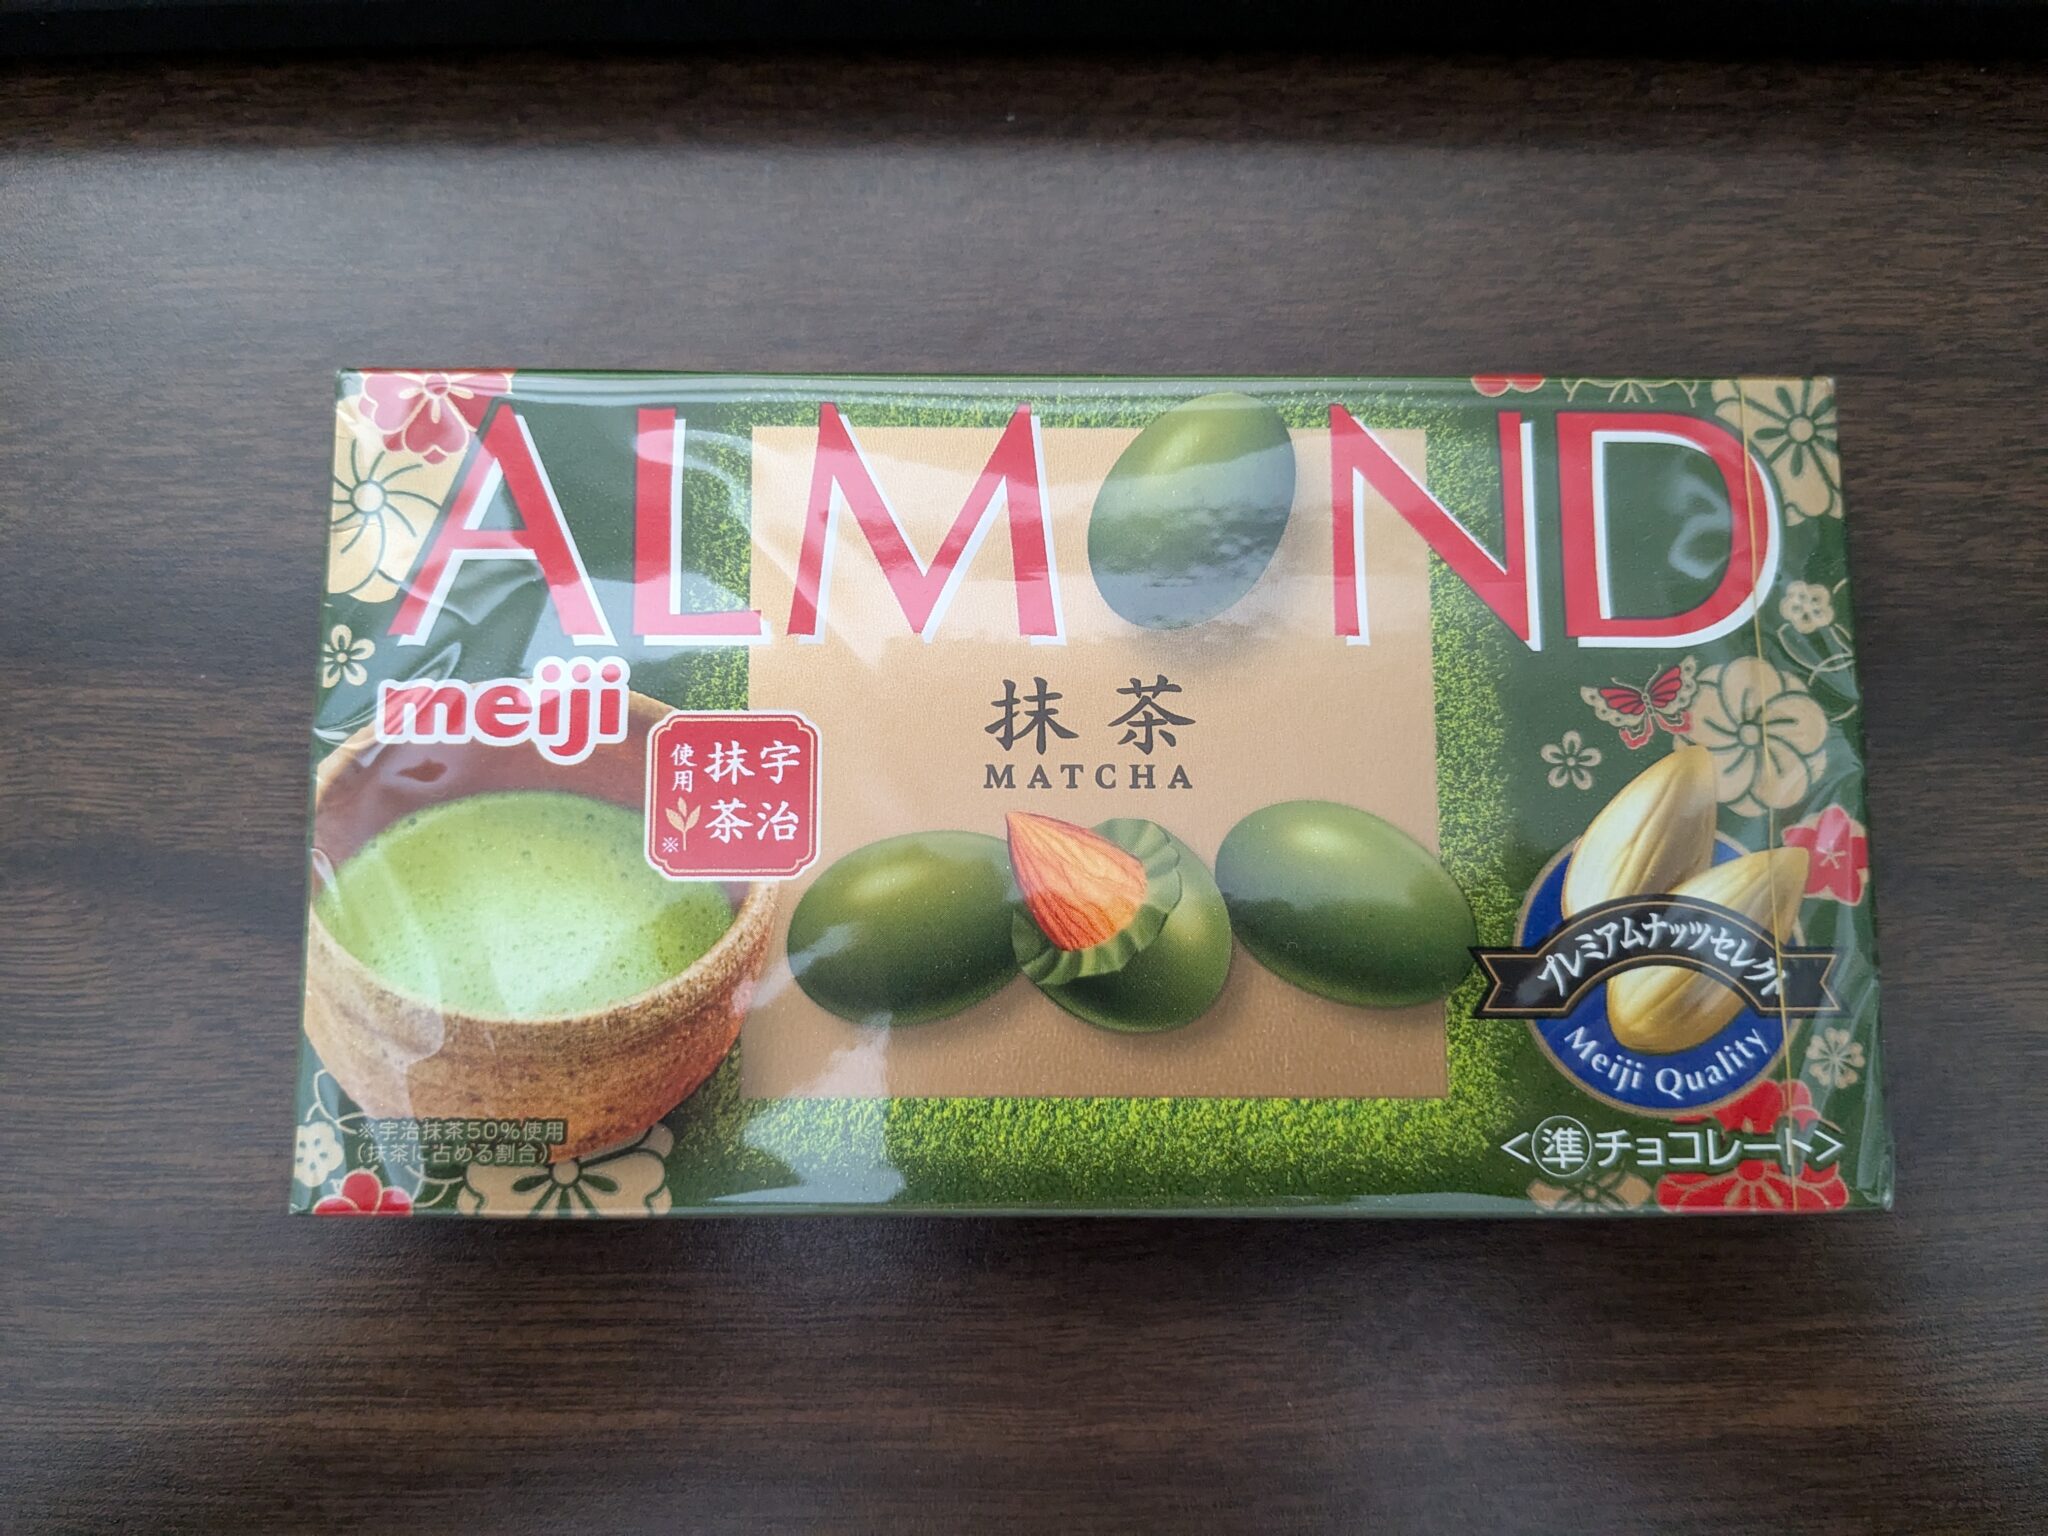 ALMOND
meiji
宇治
抹茶
使用
※
抹茶
MATCHA
プレミアムナッツセレクト
Meiji Quality
※宇治抹茶50%使用
(抹茶に占める割合)
<準チョコレート>